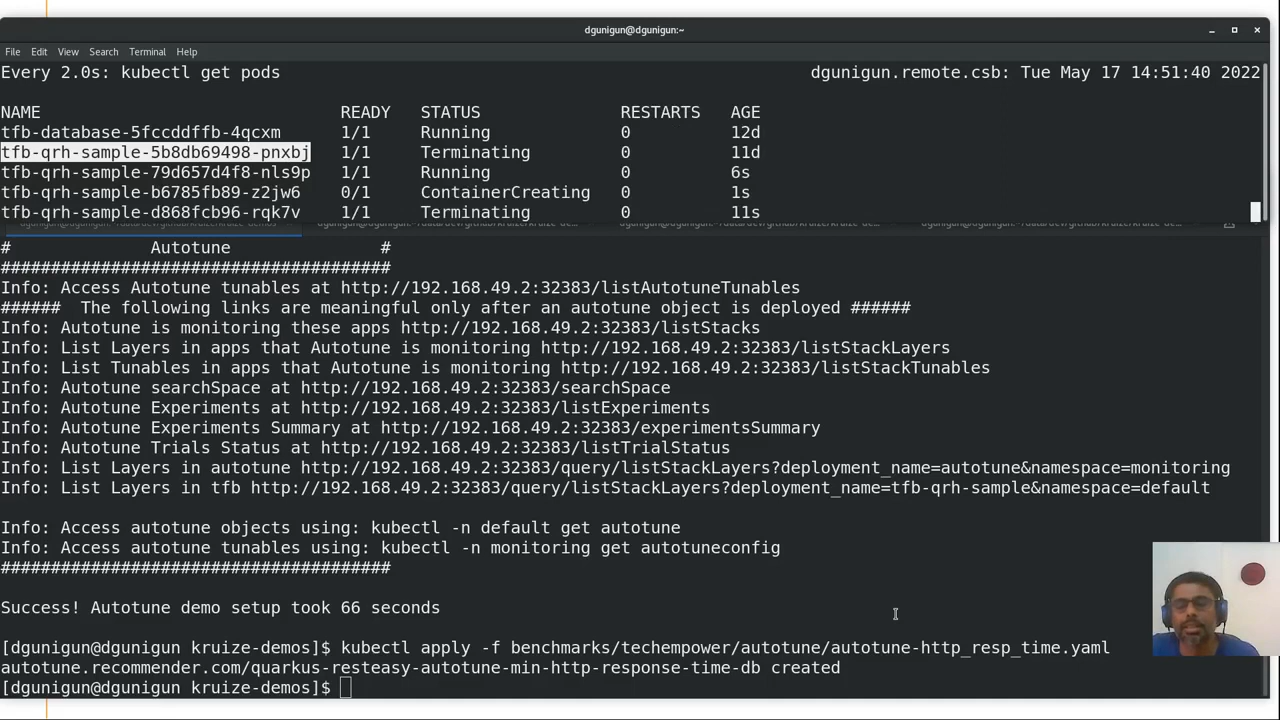 dgunigun@dgunigun:~
File Edit View Search Terminal Help
Every 2.0s: kubectl get pods dgunigun.remote.csb: Tue May 17 14:51:40 2022
NAME READY STATUS RESTARTS AGE
tfb-database-5fccddffb-4qcxm 1/1 Running 0 12d
tfb-qrh-sample-5b8db69498-pnxbj 1/1 Terminating 0 11d
tfb-qrh-sample-79d657d4f8-nls9p 1/1 Running 0 6s
tfb-qrh-sample-b6785fb89-z2jw6 0/1 ContainerCreating 0 1s
tfb-qrh-sample-d868fcb96-rqk7v 1/1 Terminating 0 11s
# Autotune #
#######################################
Info: Access Autotune tunables at http://192.168.49.2:32383/listAutotuneTunables
###### The following links are meaningful only after an autotune object is deployed ######
Info: Autotune is monitoring these apps http://192.168.49.2:32383/listStacks
Info: List Layers in apps that Autotune is monitoring http://192.168.49.2:32383/listStackLayers
Info: List Tunables in apps that Autotune is monitoring http://192.168.49.2:32383/listStackTunables
Info: Autotune searchSpace at http://192.168.49.2:32383/searchSpace
Info: Autotune Experiments at http://192.168.49.2:32383/listExperiments
Info: Autotune Experiments Summary at http://192.168.49.2:32383/experimentsSummary
Info: Autotune Trials Status at http://192.168.49.2:32383/listTrialStatus
Info: List Layers in autotune http://192.168.49.2:32383/query/listStackLayers?deployment_name=autotune&namespace=monitoring
Info: List Layers in tfb http://192.168.49.2:32383/query/listStackLayers?deployment_name=tfb-qrh-sample&namespace=default
Info: Access autotune objects using: kubectl -n default get autotune
Info: Access autotune tunables using: kubectl -n monitoring get autotuneconfig
#######################################
Success! Autotune demo setup took 66 seconds
[dgunigun@dgunigun kruize-demos]$ kubectl apply -f benchmarks/techempower/autotune/autotune-http_resp_time.yaml
autotune.recommender.com/quarkus-resteasy-autotune-min-http-response-time-db created
[dgunigun@dgunigun kruize-demos]$